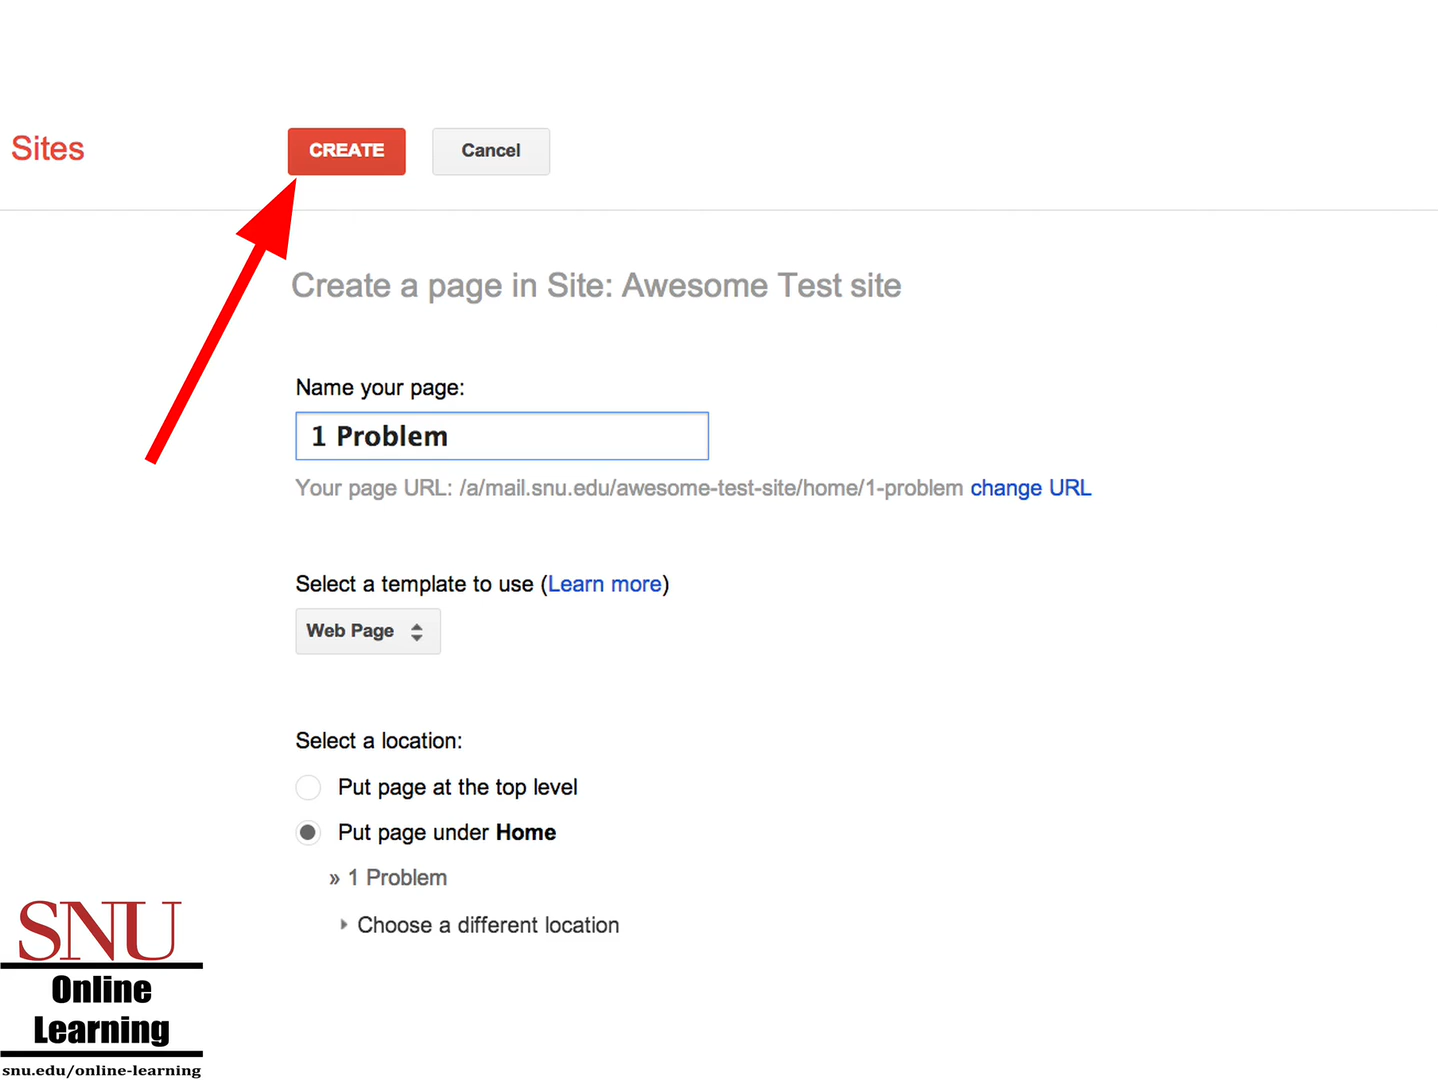 Sites
CREATE
Cancel
Create a page in Site: Awesome Test site
Name your page:
1 Problem
Your page URL: /a/mail.snu.edu/awesome-test-site/home/1-problem change URL
Select a template to use (Learn more)
Web Page
Select a location:
Put page at the top level
Put page under Home
» 1 Problem
Choose a different location
SNU
Online
Learning
snu.edu/online-learning